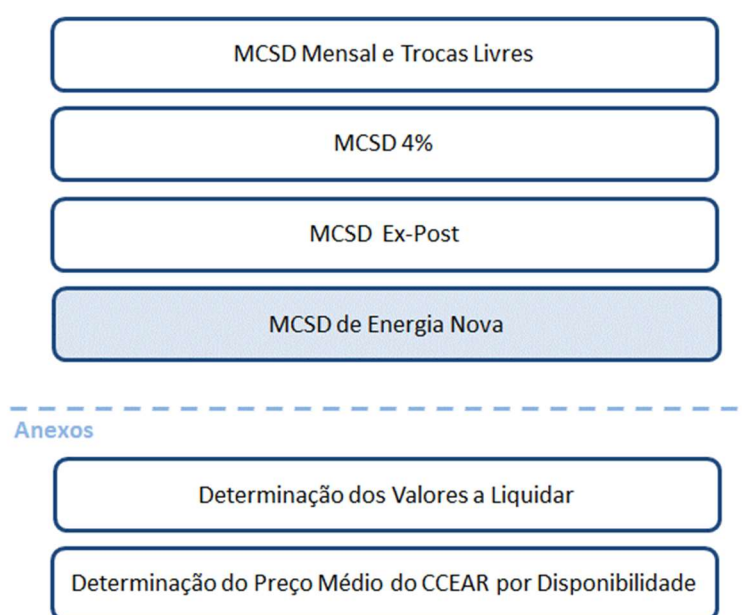 MCSD Mensal e Trocas Livres
MCSD 4%
MCSD Ex-Post
MCSD de Energia Nova
Anexos
Determinação dos Valores a Liquidar
Determinação do Preço Médio do CCEAR por Disponibilidade